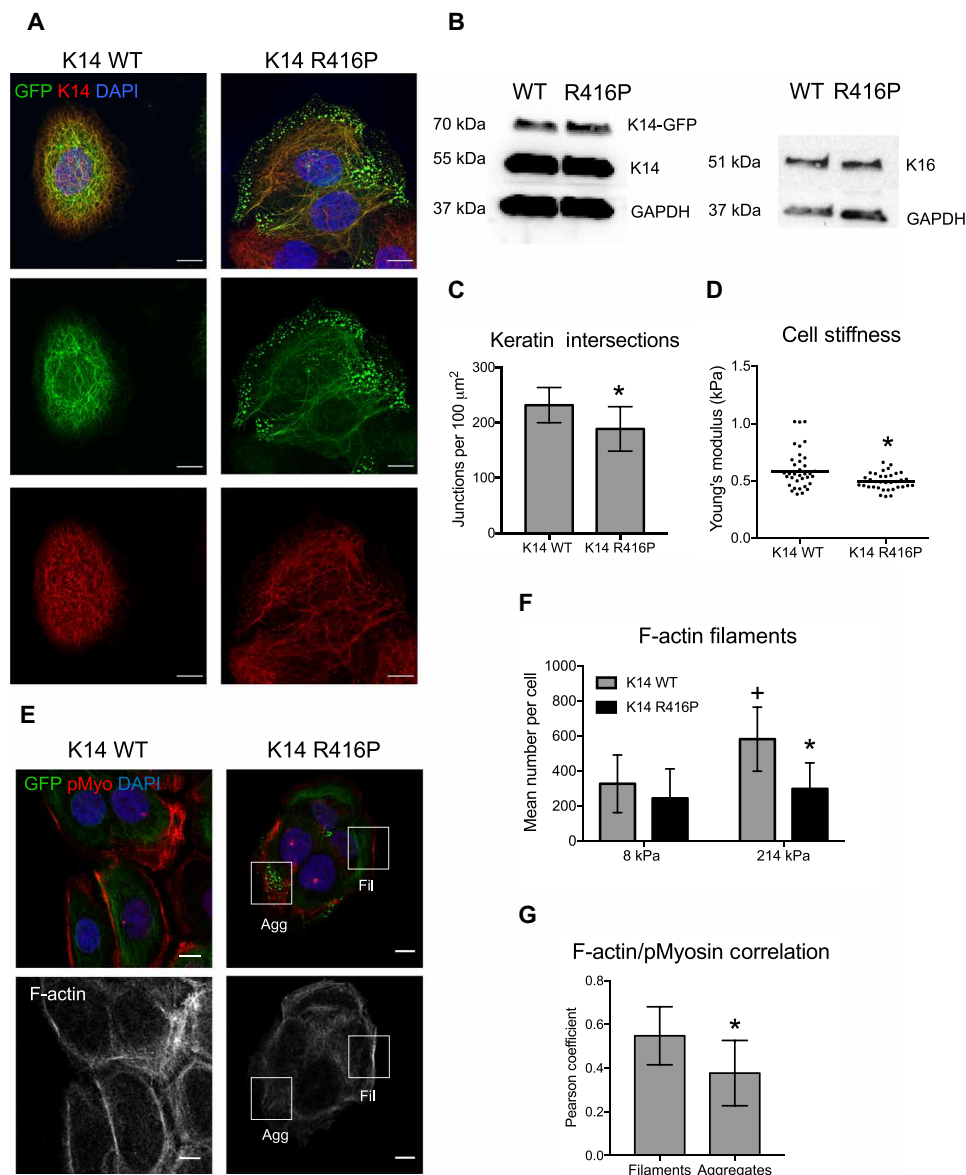 A
K14 WT
K14 R416P
GFP K14 DAPI
B
WT R416P
70 kDa
K14-GFP
55 kDa
K14
37 kDa
GAPDH
WT R416P
51 kDa
K16
37 kDa
GAPDH
C
Keratin intersections
Junctions per 100 μm²
300
200
100
0
*
K14 WT
K14 R416P
D
Cell stiffness
Young's modulus (kPa)
1.5
1.0
0.5
0.0
*
K14 WT
K14 R416P
E
K14 WT
K14 R416P
GFP pMyo DAPI
Agg
Fil
F-actin
Agg
Fil
F
F-actin filaments
Mean number per cell
1000
800
600
400
200
0
K14 WT
K14 R416P
+
*
8 kPa
214 kPa
G
F-actin/pMyosin correlation
Pearson coefficient
0.8
0.6
0.4
0.2
0.0
*
Filaments
Aggregates